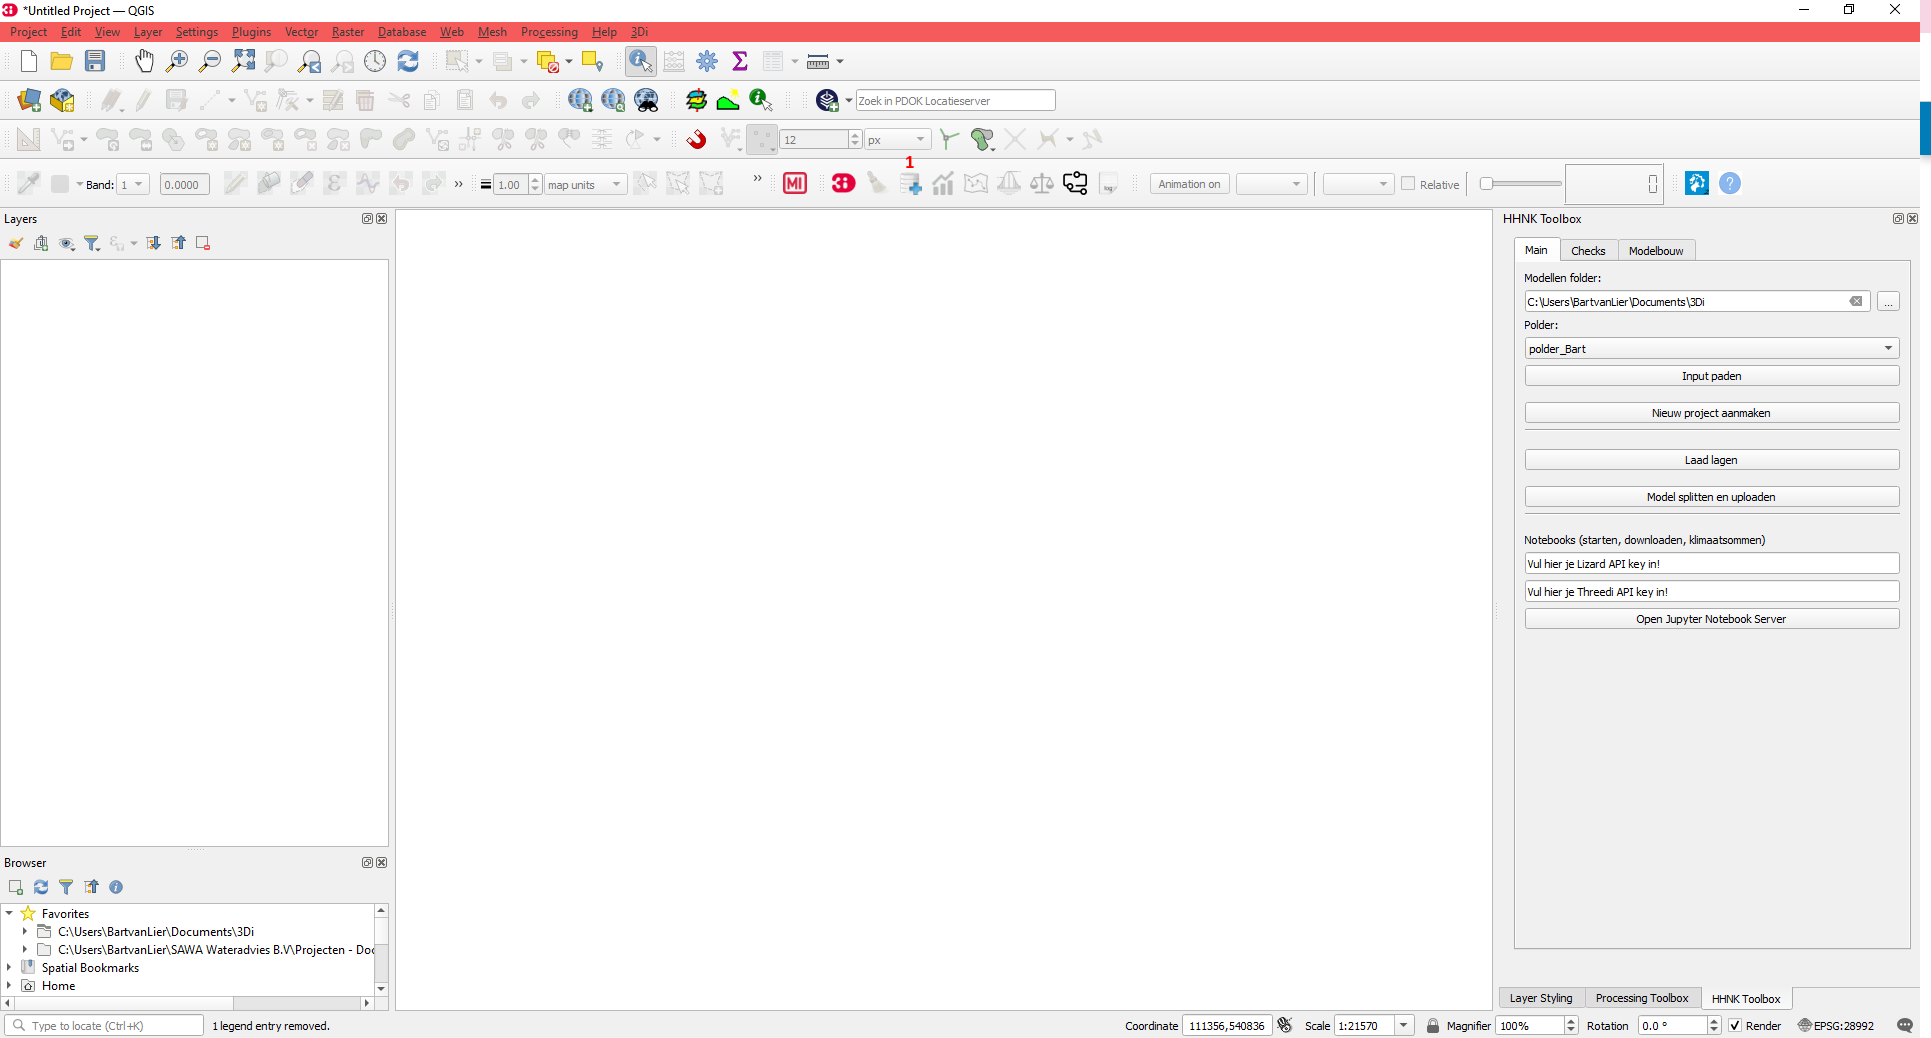 *Untitled Project — QGIS
Project Edit View Layer Settings Plugins Vector Raster Database Web Mesh Processing Help 3Di
Zoek in PDOK Locatieserver
12 px
1
Band: 1 0.0000 » 1.00 map units » MI 3i log Animation on Relative ?
Layers
HHNK Toolbox
Main Checks Modelbouw
Modellen folder:
C:\Users\BartvanLier\Documents\3Di ...
Polder:
polder_Bart
Input paden
Nieuw project aanmaken
Laad lagen
Model splitten en uploaden
Notebooks (starten, downloaden, klimaatsommen)
Vul hier je Lizard API key in!
Vul hier je Threedi API key in!
Open Jupyter Notebook Server
Browser
Favorites
C:\Users\BartvanLier\Documents\3Di
C:\Users\BartvanLier\SAWA Wateradvies B.V\Projecten - Doc
Spatial Bookmarks
Home
Layer Styling Processing Toolbox HHNK Toolbox
Type to locate (Ctrl+K) 1 legend entry removed. Coordinate 111356,540836 Scale 1:21570 Magnifier 100% Rotation 0.0 ° Render EPSG:28992